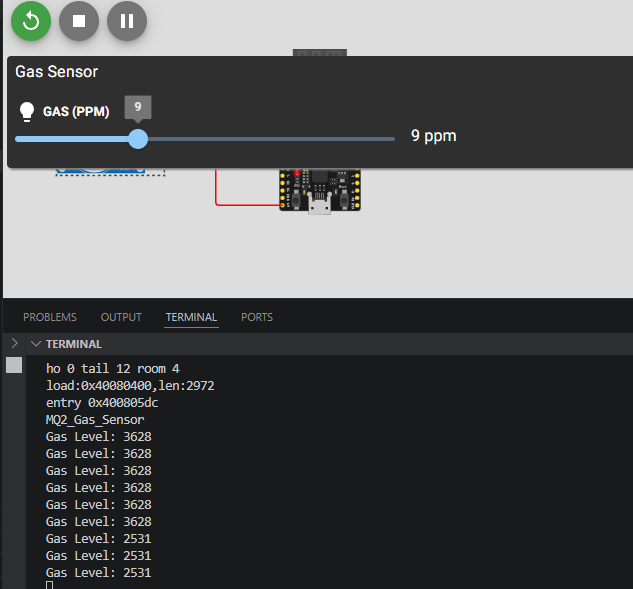 Gas Sensor
GAS (PPM)
9
9 ppm
PROBLEMS OUTPUT TERMINAL PORTS
TERMINAL
ho 0 tail 12 room 4
load:0x40080400,len:2972
entry 0x400805dc
MQ2_Gas_Sensor
Gas Level: 3628
Gas Level: 3628
Gas Level: 3628
Gas Level: 3628
Gas Level: 3628
Gas Level: 3628
Gas Level: 2531
Gas Level: 2531
Gas Level: 2531